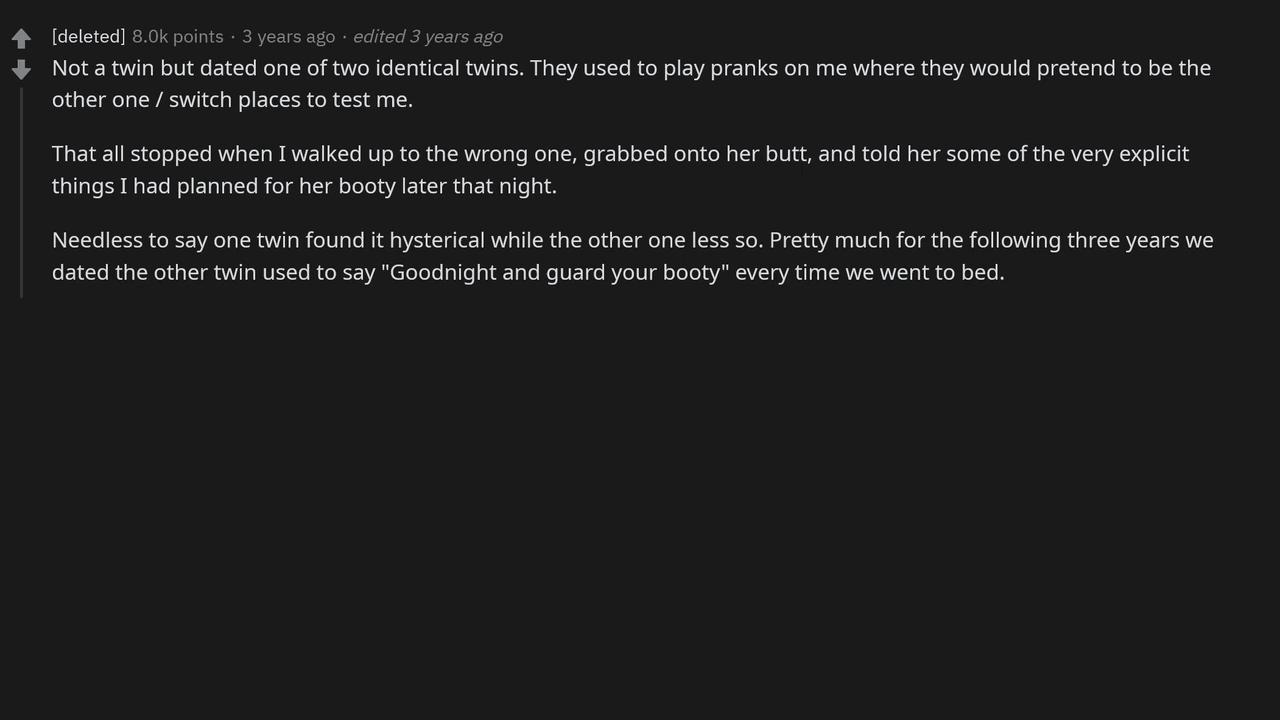 [deleted] 8.0k points · 3 years ago · edited 3 years ago
Not a twin but dated one of two identical twins. They used to play pranks on me where they would pretend to be the
other one / switch places to test me.
That all stopped when I walked up to the wrong one, grabbed onto her butt, and told her some of the very explicit
things I had planned for her booty later that night.
Needless to say one twin found it hysterical while the other one less so. Pretty much for the following three years we
dated the other twin used to say "Goodnight and guard your booty" every time we went to bed.